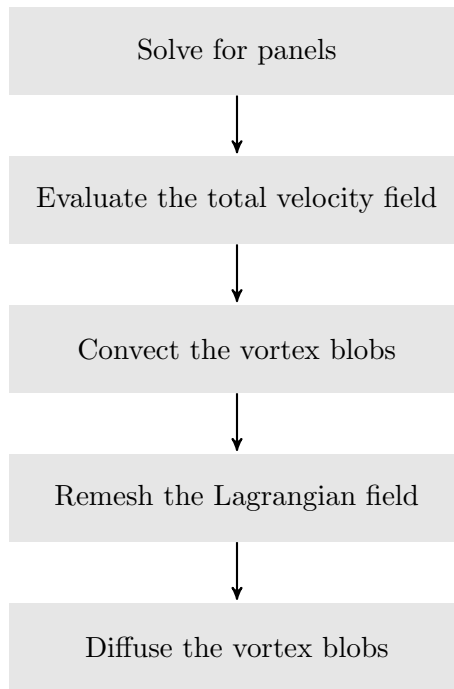 Solve for panels
Evaluate the total velocity field
Convect the vortex blobs
Remesh the Lagrangian field
Diffuse the vortex blobs